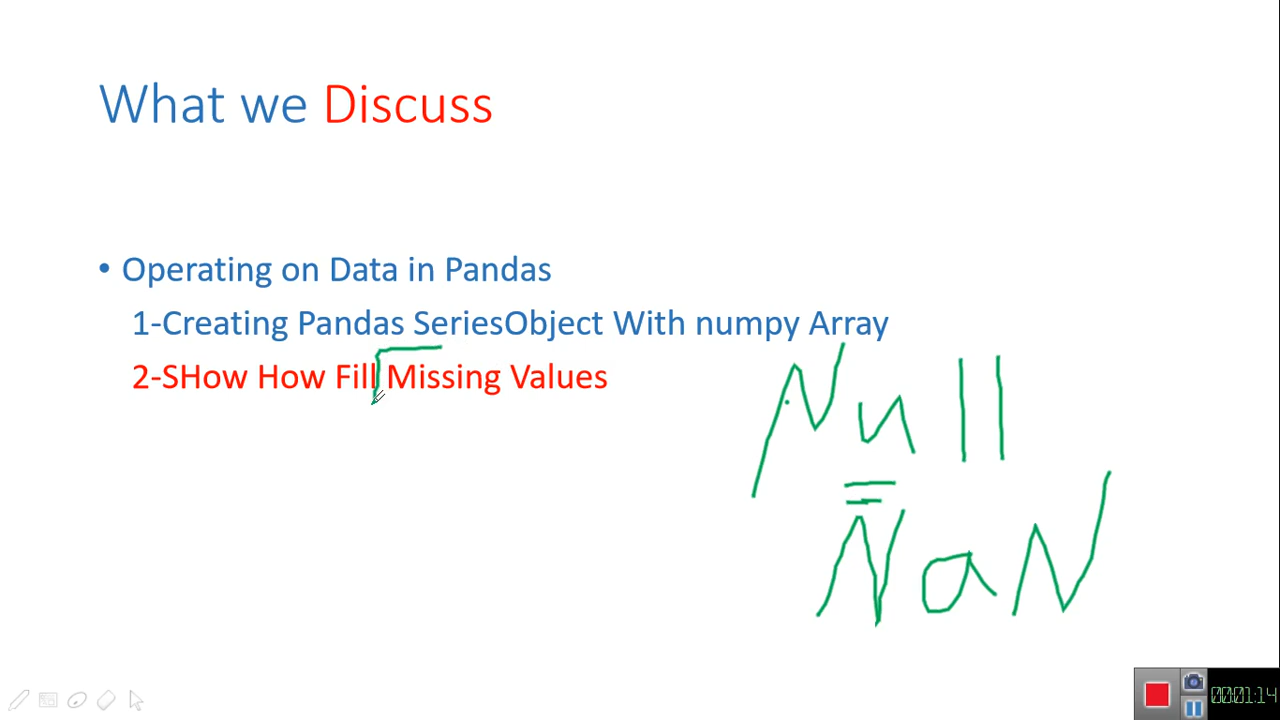 What we Discuss
• Operating on Data in Pandas
1-Creating Pandas SeriesObject With numpy Array
2-SHow How Fill Missing Values
Null
=
NaN
00:01:14